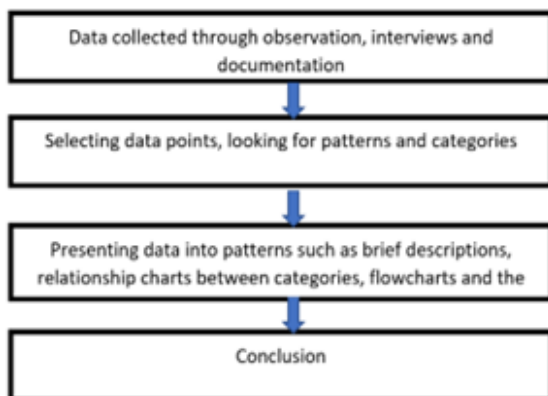 Data collected through observation, interviews and
documentation
Selecting data points, looking for patterns and categories
Presenting data into patterns such as brief descriptions,
relationship charts between categories, flowcharts and the
Conclusion